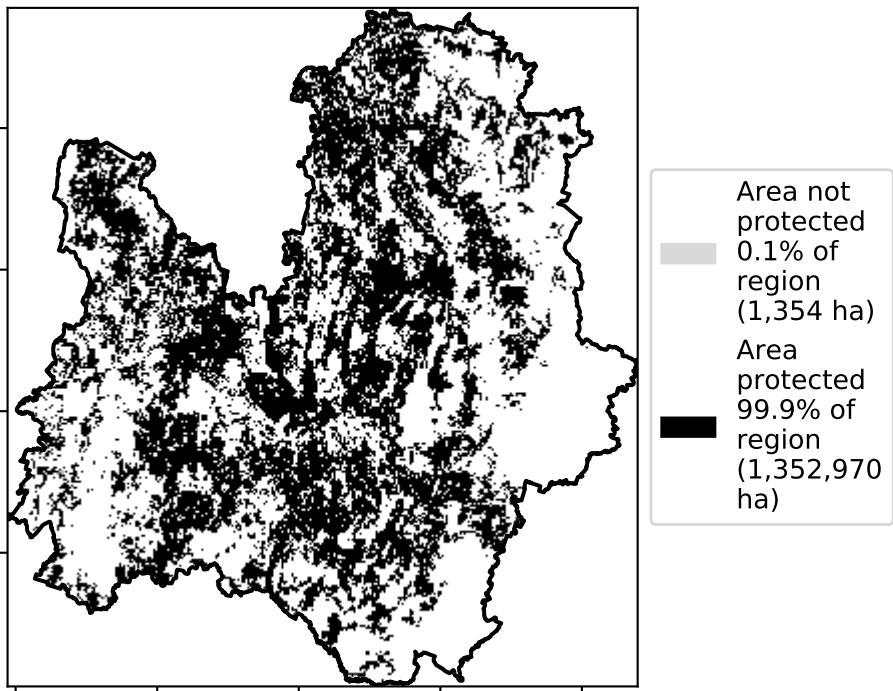 Area not
protected
0.1% of
region
(1,354 ha)
Area
protected
99.9% of
region
(1,352,970
ha)